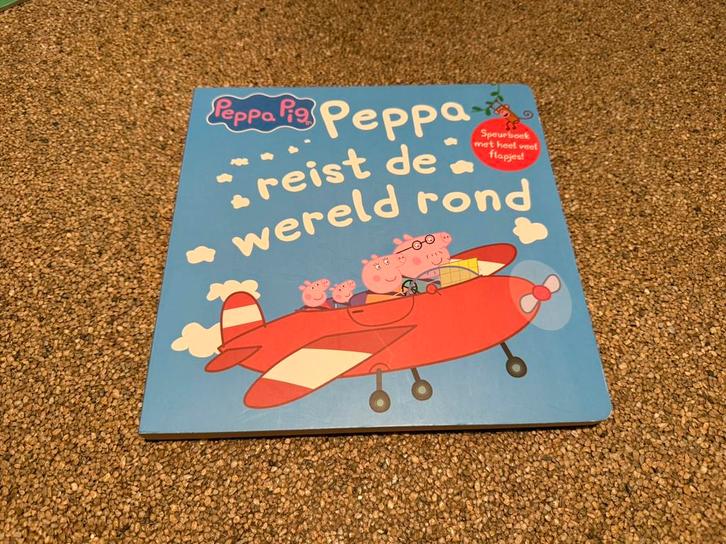 Peppa Pig
Peppa
reist de
wereld rond
Speurboek
met heel veel
flapjes!